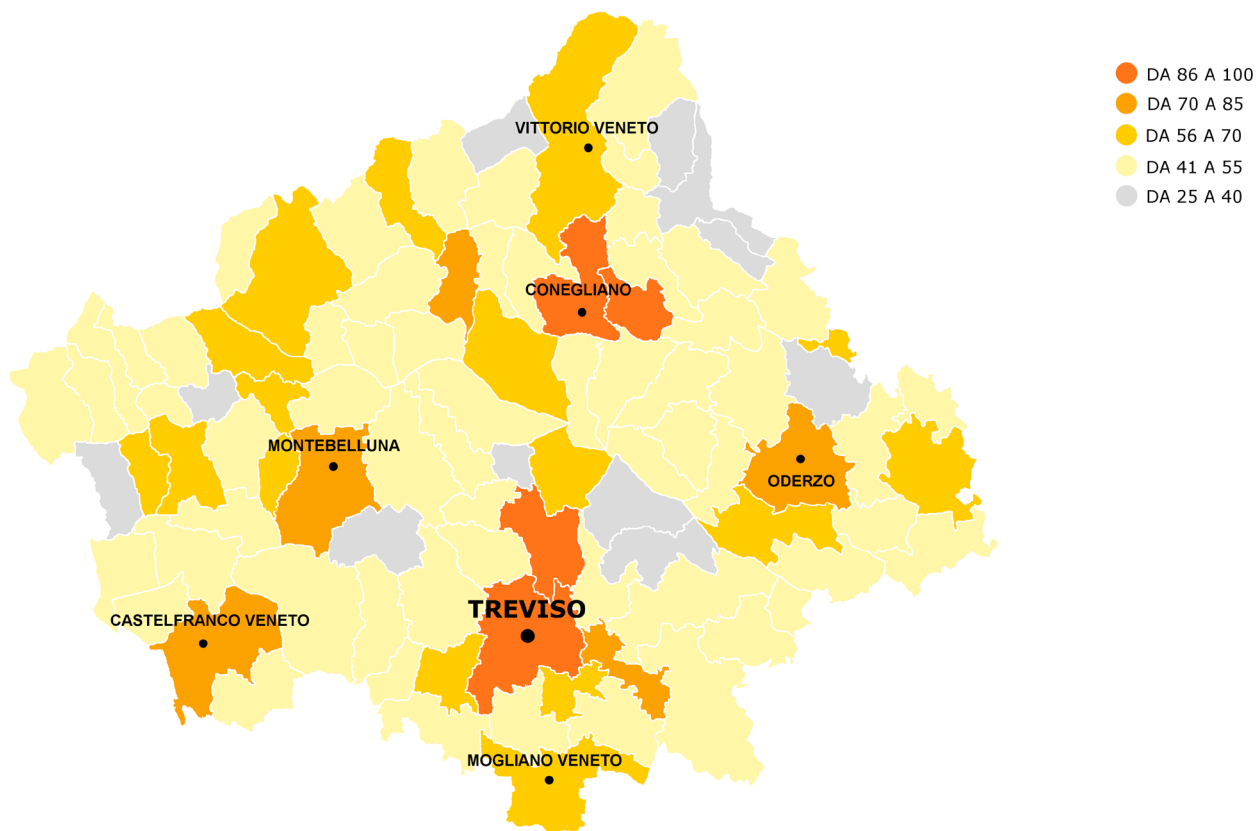 DA 86 A 100
DA 70 A 85
DA 56 A 70
DA 41 A 55
DA 25 A 40
VITTORIO VENETO
CONEGLIANO
MONTEBELLUNA
ODERZO
TREVISO
CASTELFRANCO VENETO
MOGLIANO VENETO